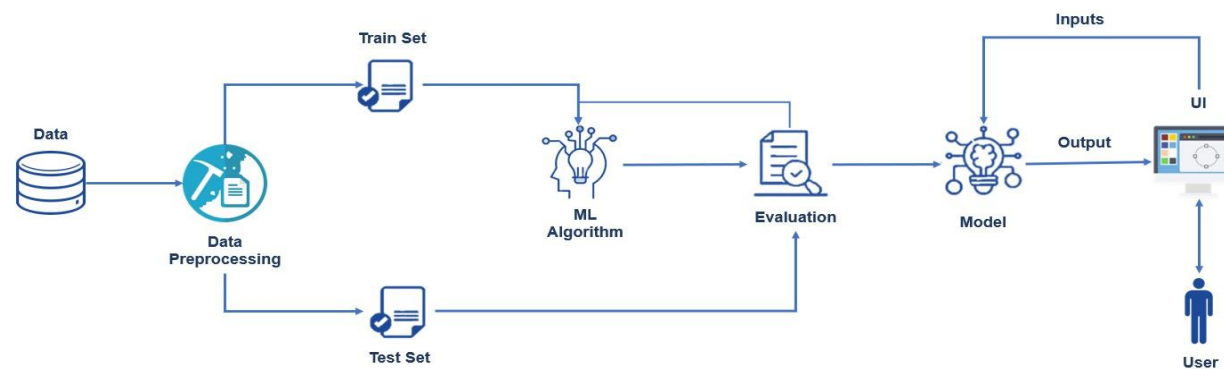 Data
Data
Preprocessing
Train Set
Test Set
ML
Algorithm
Evaluation
Model
Inputs
Output
UI
User